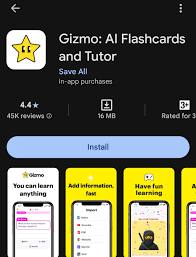 Gizmo: AI Flashcards
and Tutor
Save All
In-app purchases
4.4★
45K reviews
16 MB
3+
Rated for 3
Install
Gizmo
You can learn
anything
Add information,
fast
Import
Have fun
learning